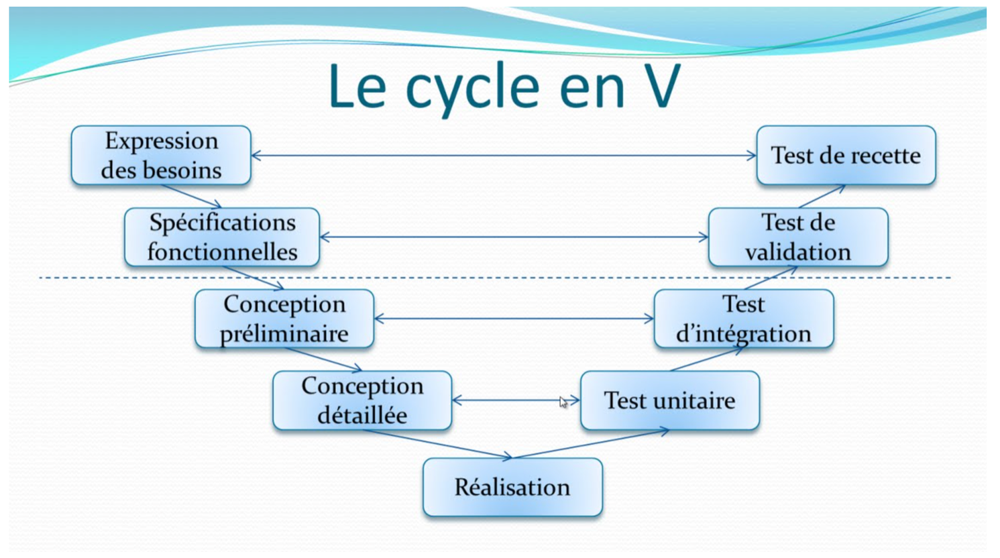 Le cycle en V
Expression
des besoins
Test de recette
Spécifications
fonctionnelles
Test de
validation
Conception
préliminaire
Test
d’intégration
Conception
détaillée
Test unitaire
Réalisation